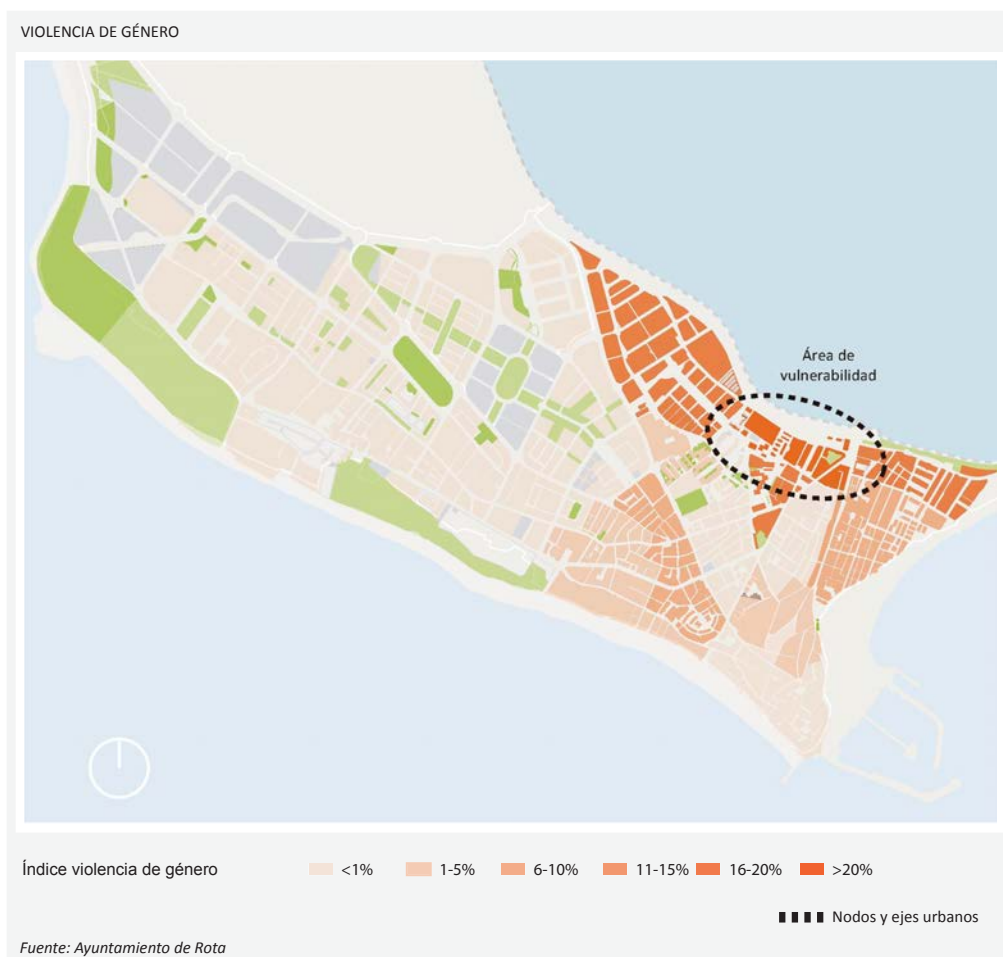 VIOLENCIA DE GÉNERO
Área de
vulnerabilidad
Índice violencia de género <1% 1-5% 6-10% 11-15% 16-20% >20%
Nodos y ejes urbanos
Fuente: Ayuntamiento de Rota